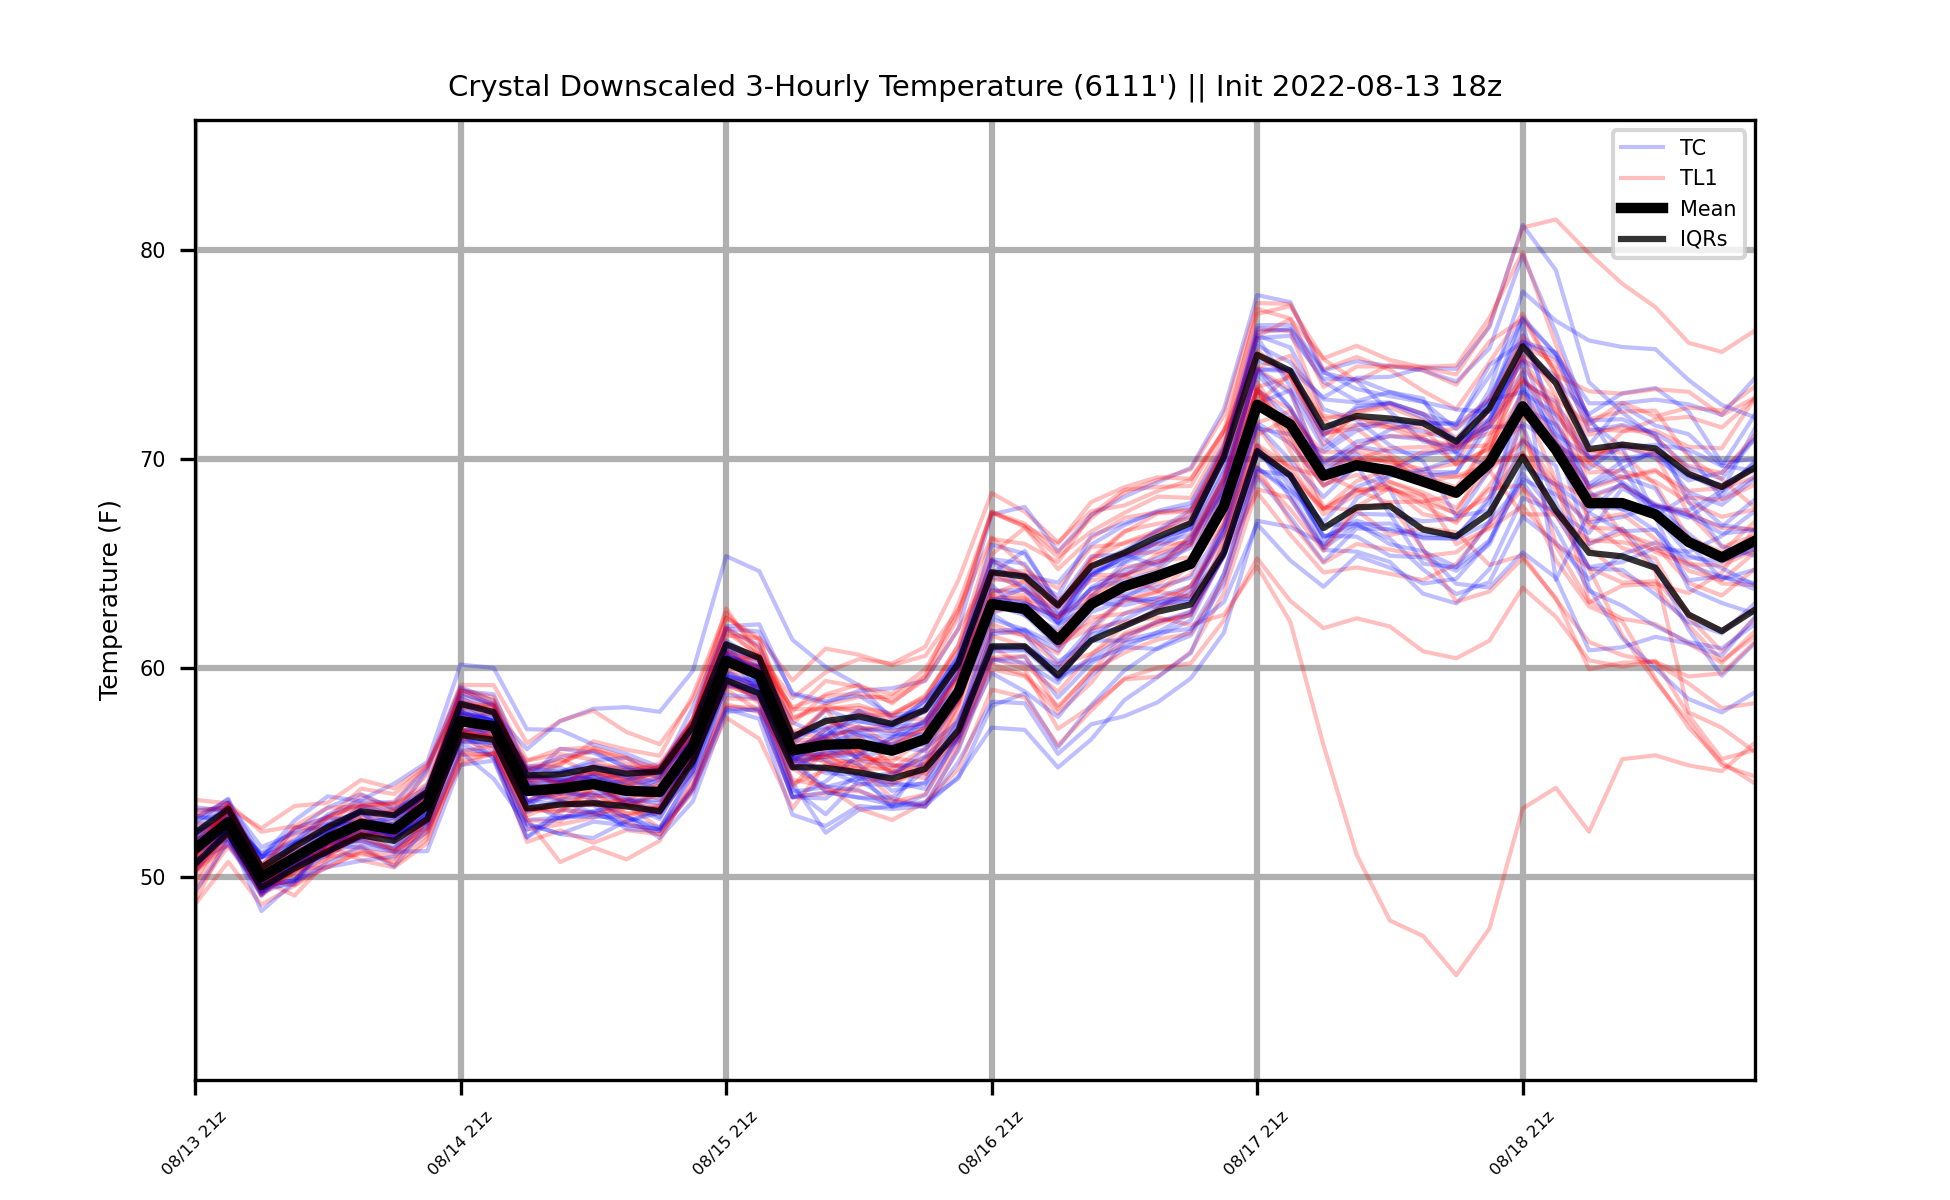 Crystal Downscaled 3-Hourly Temperature (6111') || Init 2022-08-13 18z
TC
TL1
Mean
IQRs
80
70
60
50
Temperature (F)
08/13 21z
08/14 21z
08/15 21z
08/16 21z
08/17 21z
08/18 21z